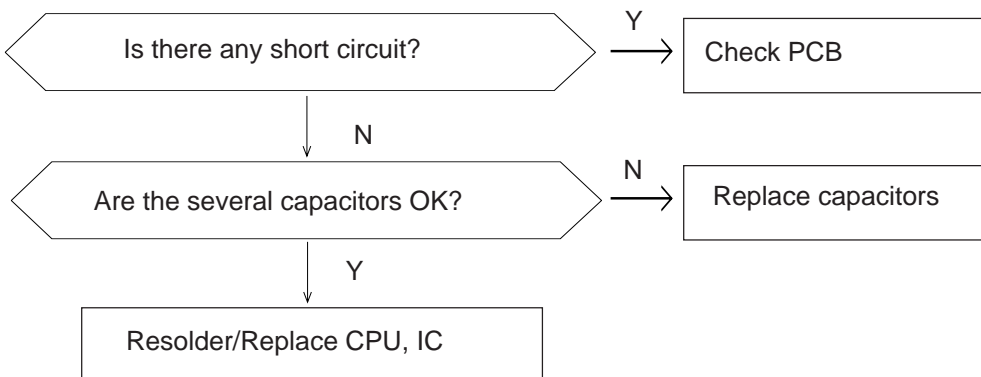 Is there any short circuit?
Y
Check PCB
N
Are the several capacitors OK?
N
Replace capacitors
Y
Resolder/Replace CPU, IC